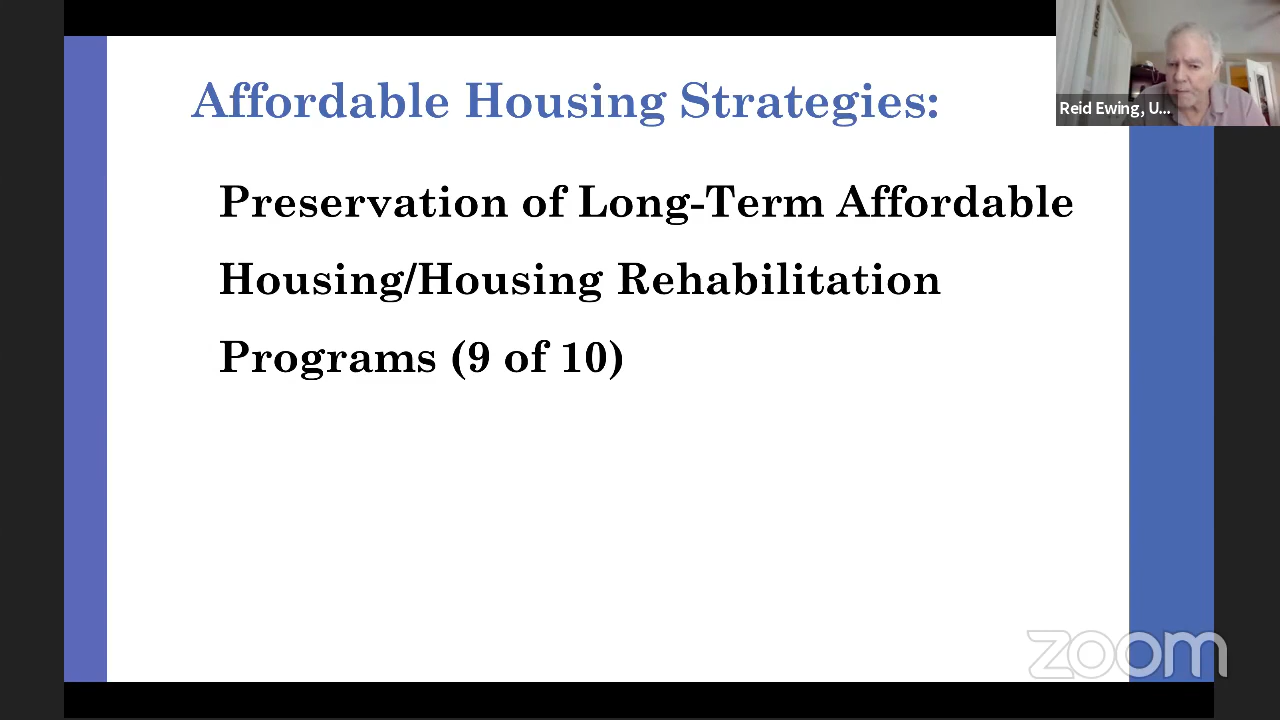 Affordable Housing Strategies:
Reid Ewing, U...
Preservation of Long-Term Affordable
Housing/Housing Rehabilitation
Programs (9 of 10)
zoom